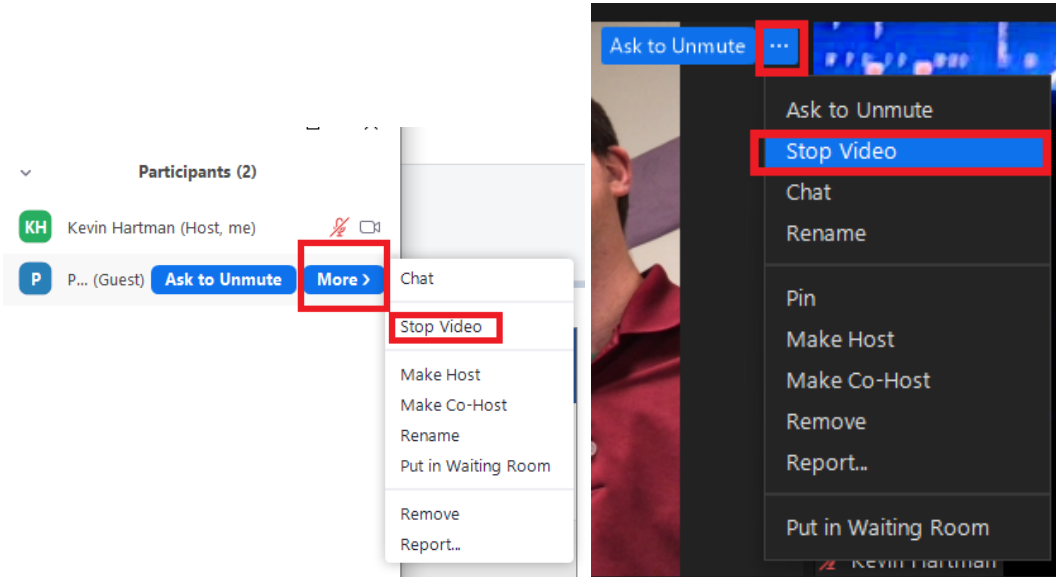 Participants (2)
KH Kevin Hartman (Host, me)
P P... (Guest) Ask to Unmute More >
Chat
Stop Video
Make Host
Make Co-Host
Rename
Put in Waiting Room
Remove
Report...
Ask to Unmute ...
Ask to Unmute
Stop Video
Chat
Rename
Pin
Make Host
Make Co-Host
Remove
Report...
Put in Waiting Room
Kevin Hartman